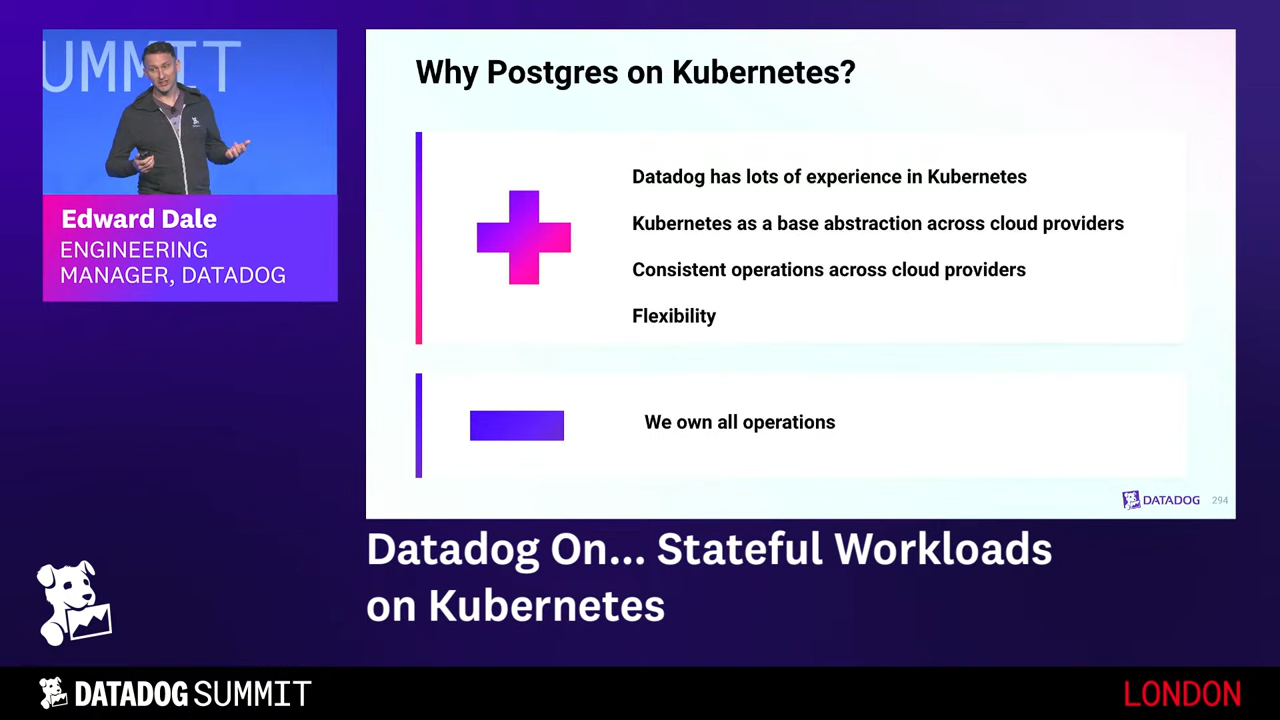 UMMIT
Edward Dale
ENGINEERING
MANAGER, DATADOG
Why Postgres on Kubernetes?
Datadog has lots of experience in Kubernetes
Kubernetes as a base abstraction across cloud providers
Consistent operations across cloud providers
Flexibility
We own all operations
DATADOG 294
Datadog On... Stateful Workloads
on Kubernetes
DATADOG SUMMIT
LONDON